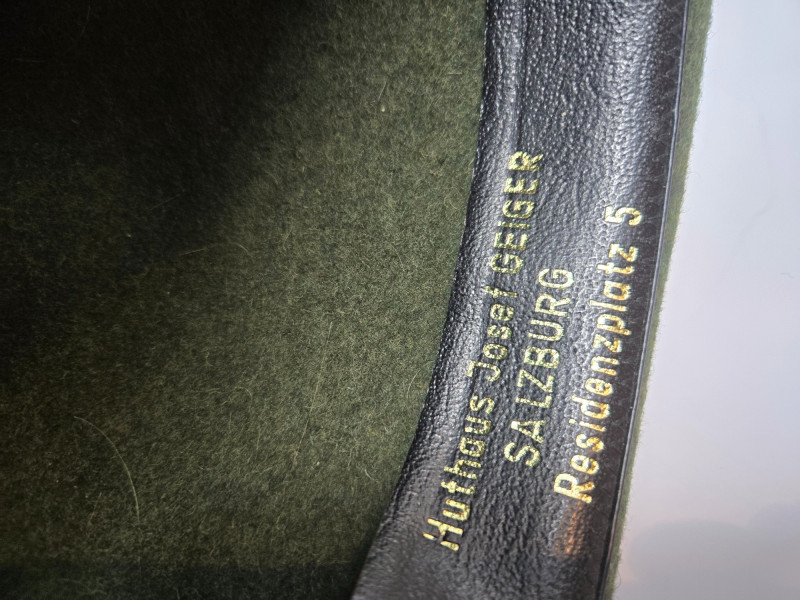 Huthaus Josef GEIGER
SALZBURG
Residenzplatz 5